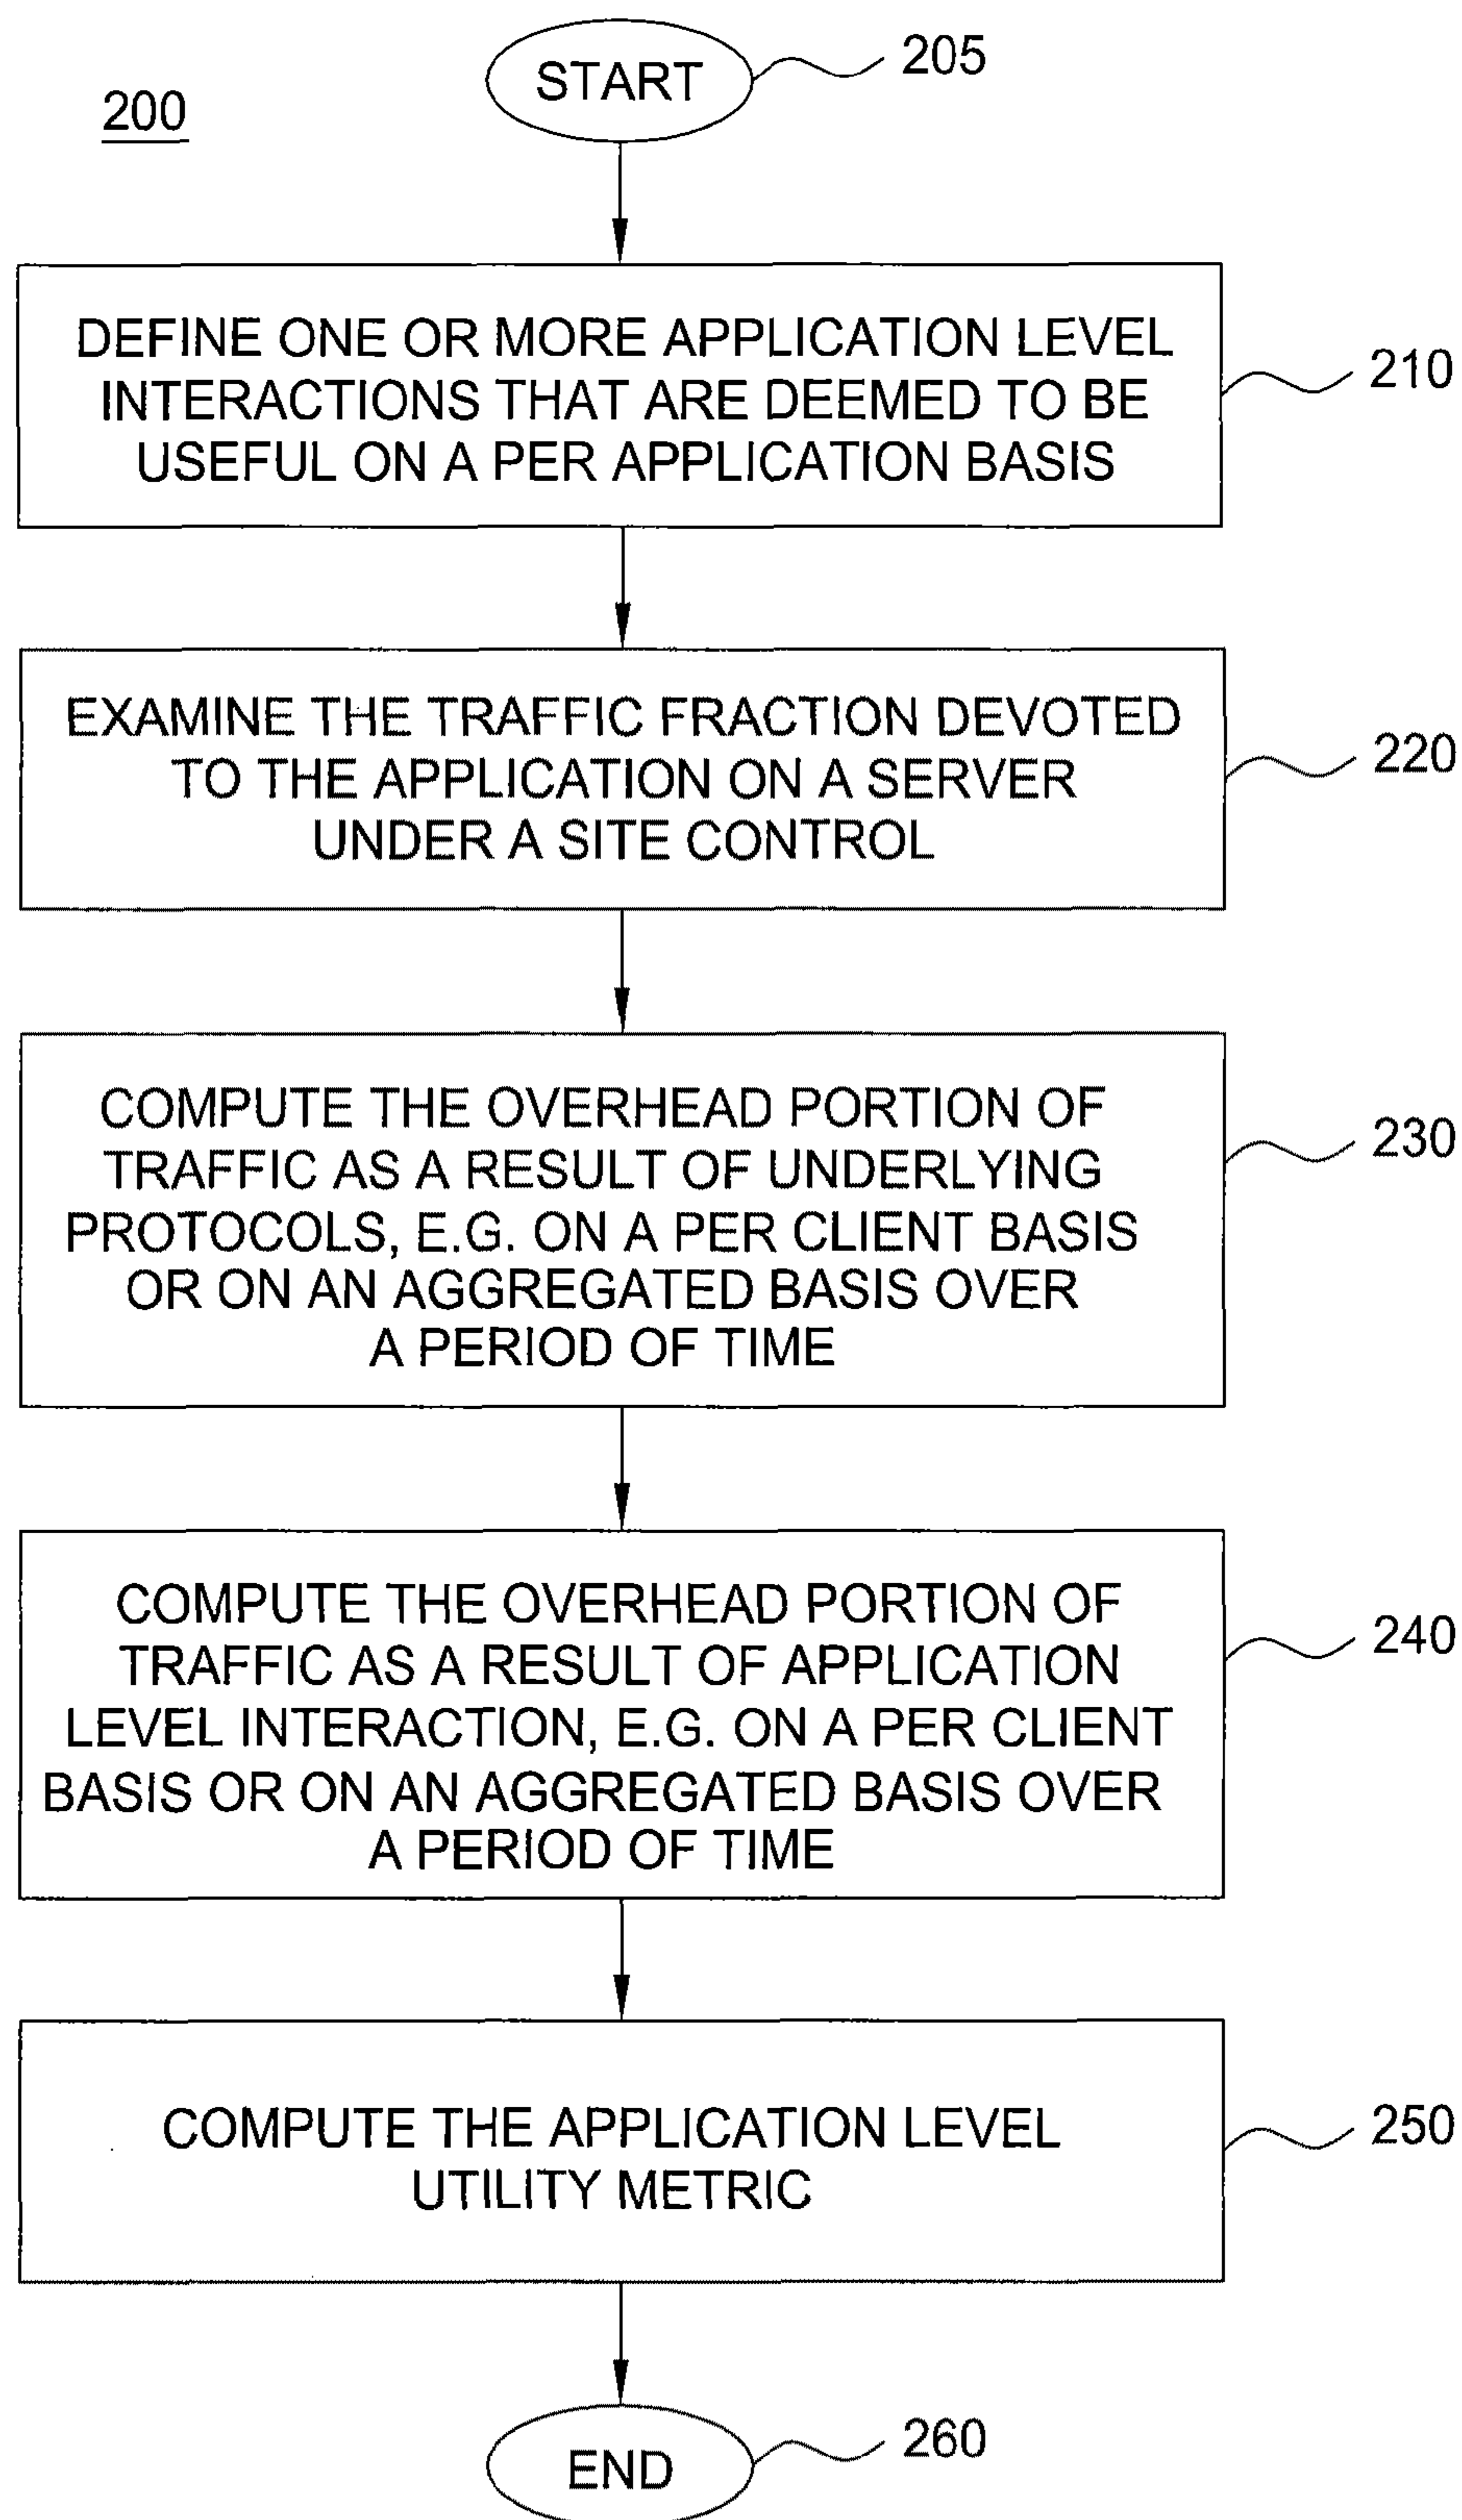 START
205
200
DEFINE ONE OR MORE APPLICATION LEVEL
INTERACTIONS THAT ARE DEEMED TO BE
USEFUL ON A PER APPLICATION BASIS
210
EXAMINE THE TRAFFIC FRACTION DEVOTED
TO THE APPLICATION ON A SERVER
UNDER A SITE CONTROL
220
COMPUTE THE OVERHEAD PORTION OF
TRAFFIC AS A RESULT OF UNDERLYING
PROTOCOLS, E.G. ON A PER CLIENT BASIS
OR ON AN AGGREGATED BASIS OVER
A PERIOD OF TIME
230
COMPUTE THE OVERHEAD PORTION OF
TRAFFIC AS A RESULT OF APPLICATION
LEVEL INTERACTION, E.G. ON A PER CLIENT
BASIS OR ON AN AGGREGATED BASIS OVER
A PERIOD OF TIME
240
COMPUTE THE APPLICATION LEVEL
UTILITY METRIC
250
END
260